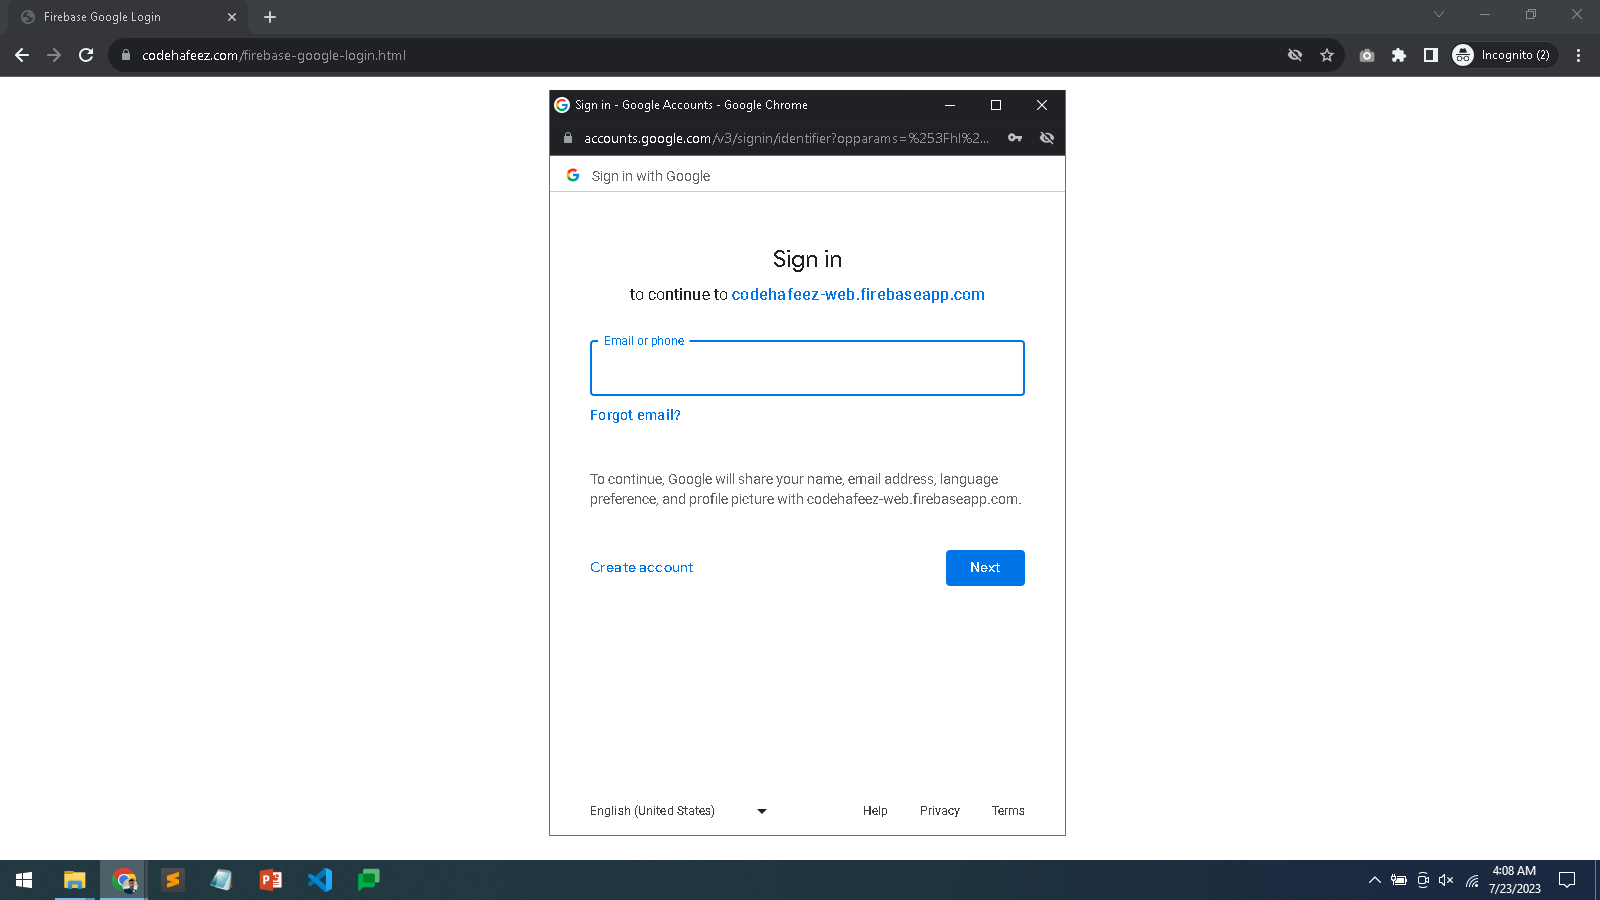 Firebase Google Login
codehafeez.com/firebase-google-login.html
Incognito (2)
Sign in - Google Accounts - Google Chrome
accounts.google.com/v3/signin/identifier?opparams=%253Fhl%2...
Sign in with Google
Sign in
to continue to codehafeez-web.firebaseapp.com
Email or phone
Forgot email?
To continue, Google will share your name, email address, language
preference, and profile picture with codehafeez-web.firebaseapp.com.
Create account
Next
English (United States)
Help
Privacy
Terms
4:08 AM
7/23/2023